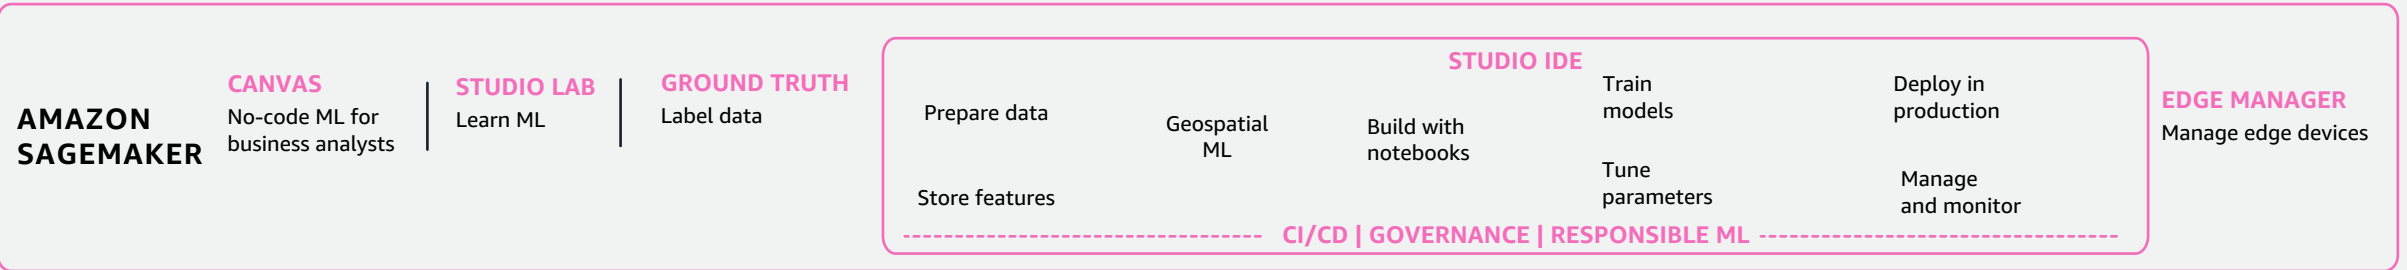 AMAZON
SAGEMAKER
CANVAS
No-code ML for
business analysts
STUDIO LAB
Learn ML
GROUND TRUTH
Label data
STUDIO IDE
Prepare data
Store features
Geospatial
ML
Build with
notebooks
Train
models
Tune
parameters
Deploy in
production
Manage
and monitor
CI/CD | GOVERNANCE | RESPONSIBLE ML
EDGE MANAGER
Manage edge devices